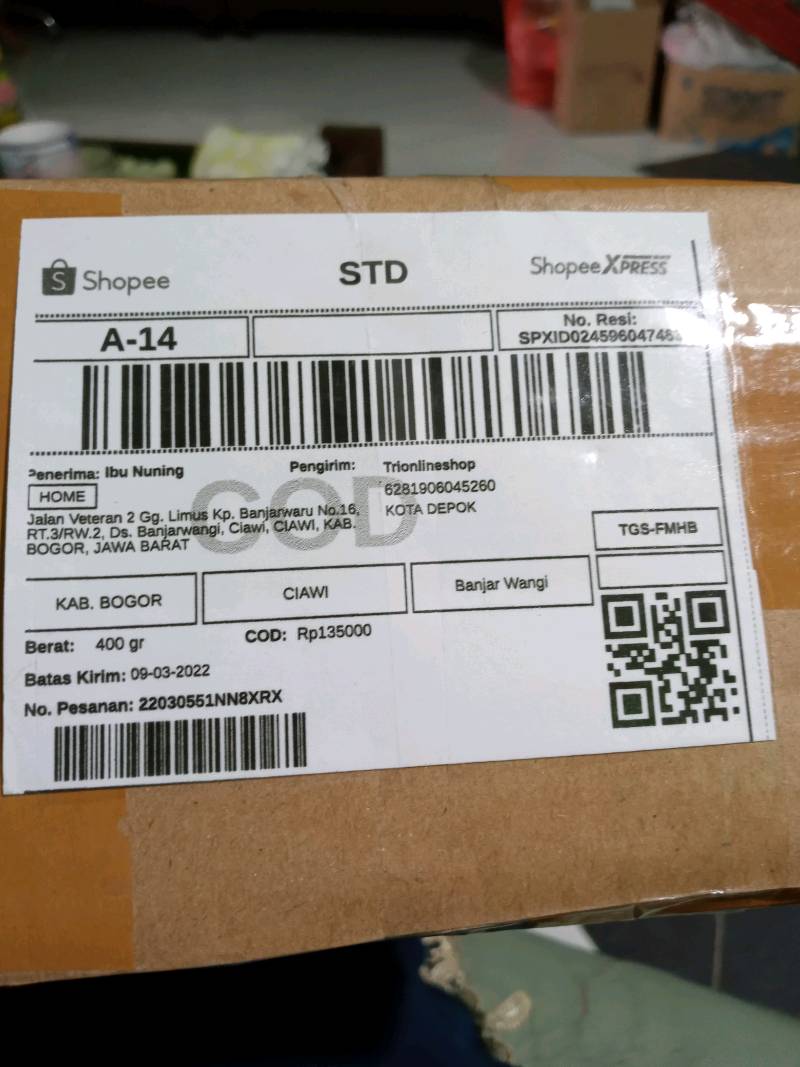 Shopee
STD
Shopee XPRESS
A-14
No. Resi:
Penerima: Ibu Nuning
Pengirim: Trionlineshop
HOME
6281906045260
KOTA DEPOK
COD
Jalan Veteran 2 Gg. Limus Kp. Banjarwaru No.16,
RT.3/RW.2, Ds. Banjarwangi, Ciawi, CIAWI, KAB.
BOGOR, JAWA BARAT
TGS-FMHB
KAB. BOGOR
CIAWI
Banjar Wangi
Berat: 400 gr
COD: Rp135000
Batas Kirim: 09-03-2022
No. Pesanan: 22030551NN8XRX